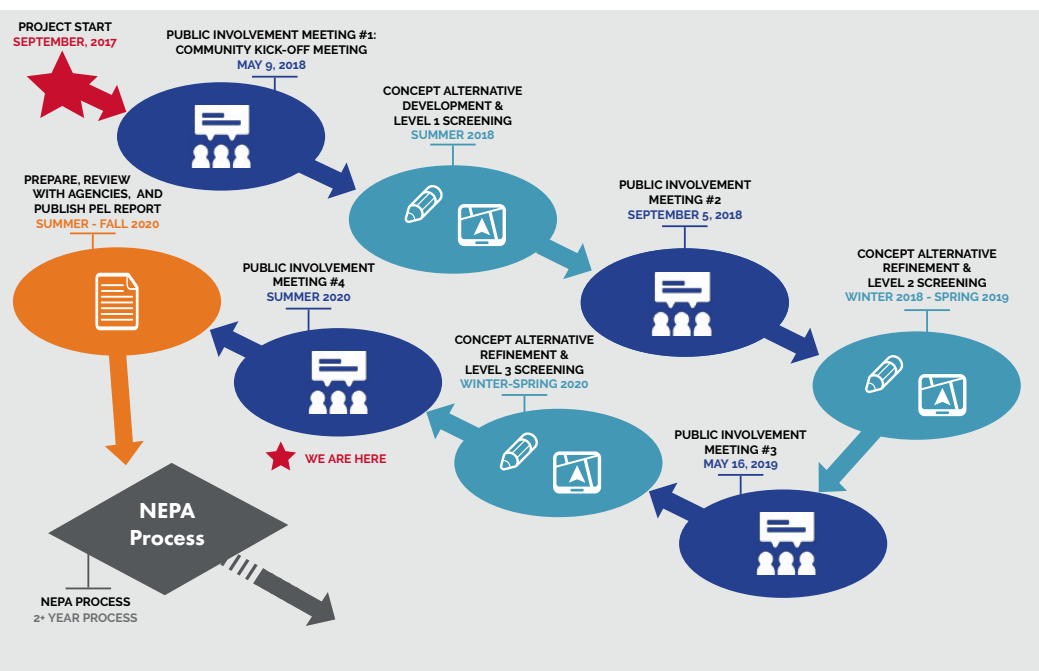 PROJECT START
SEPTEMBER, 2017
PUBLIC INVOLVEMENT MEETING #1:
COMMUNITY KICK-OFF MEETING
MAY 9, 2018
CONCEPT ALTERNATIVE
DEVELOPMENT &
LEVEL 1 SCREENING
SUMMER 2018
PUBLIC INVOLVEMENT
MEETING #2
SEPTEMBER 5, 2018
CONCEPT ALTERNATIVE
REFINEMENT &
LEVEL 2 SCREENING
WINTER 2018 - SPRING 2019
PUBLIC INVOLVEMENT
MEETING #3
MAY 16, 2019
CONCEPT ALTERNATIVE
REFINEMENT &
LEVEL 3 SCREENING
WINTER-SPRING 2020
PUBLIC INVOLVEMENT
MEETING #4
SUMMER 2020
WE ARE HERE
PREPARE, REVIEW
WITH AGENCIES, AND
PUBLISH PEL REPORT
SUMMER - FALL 2020
NEPA
Process
NEPA PROCESS
2+ YEAR PROCESS